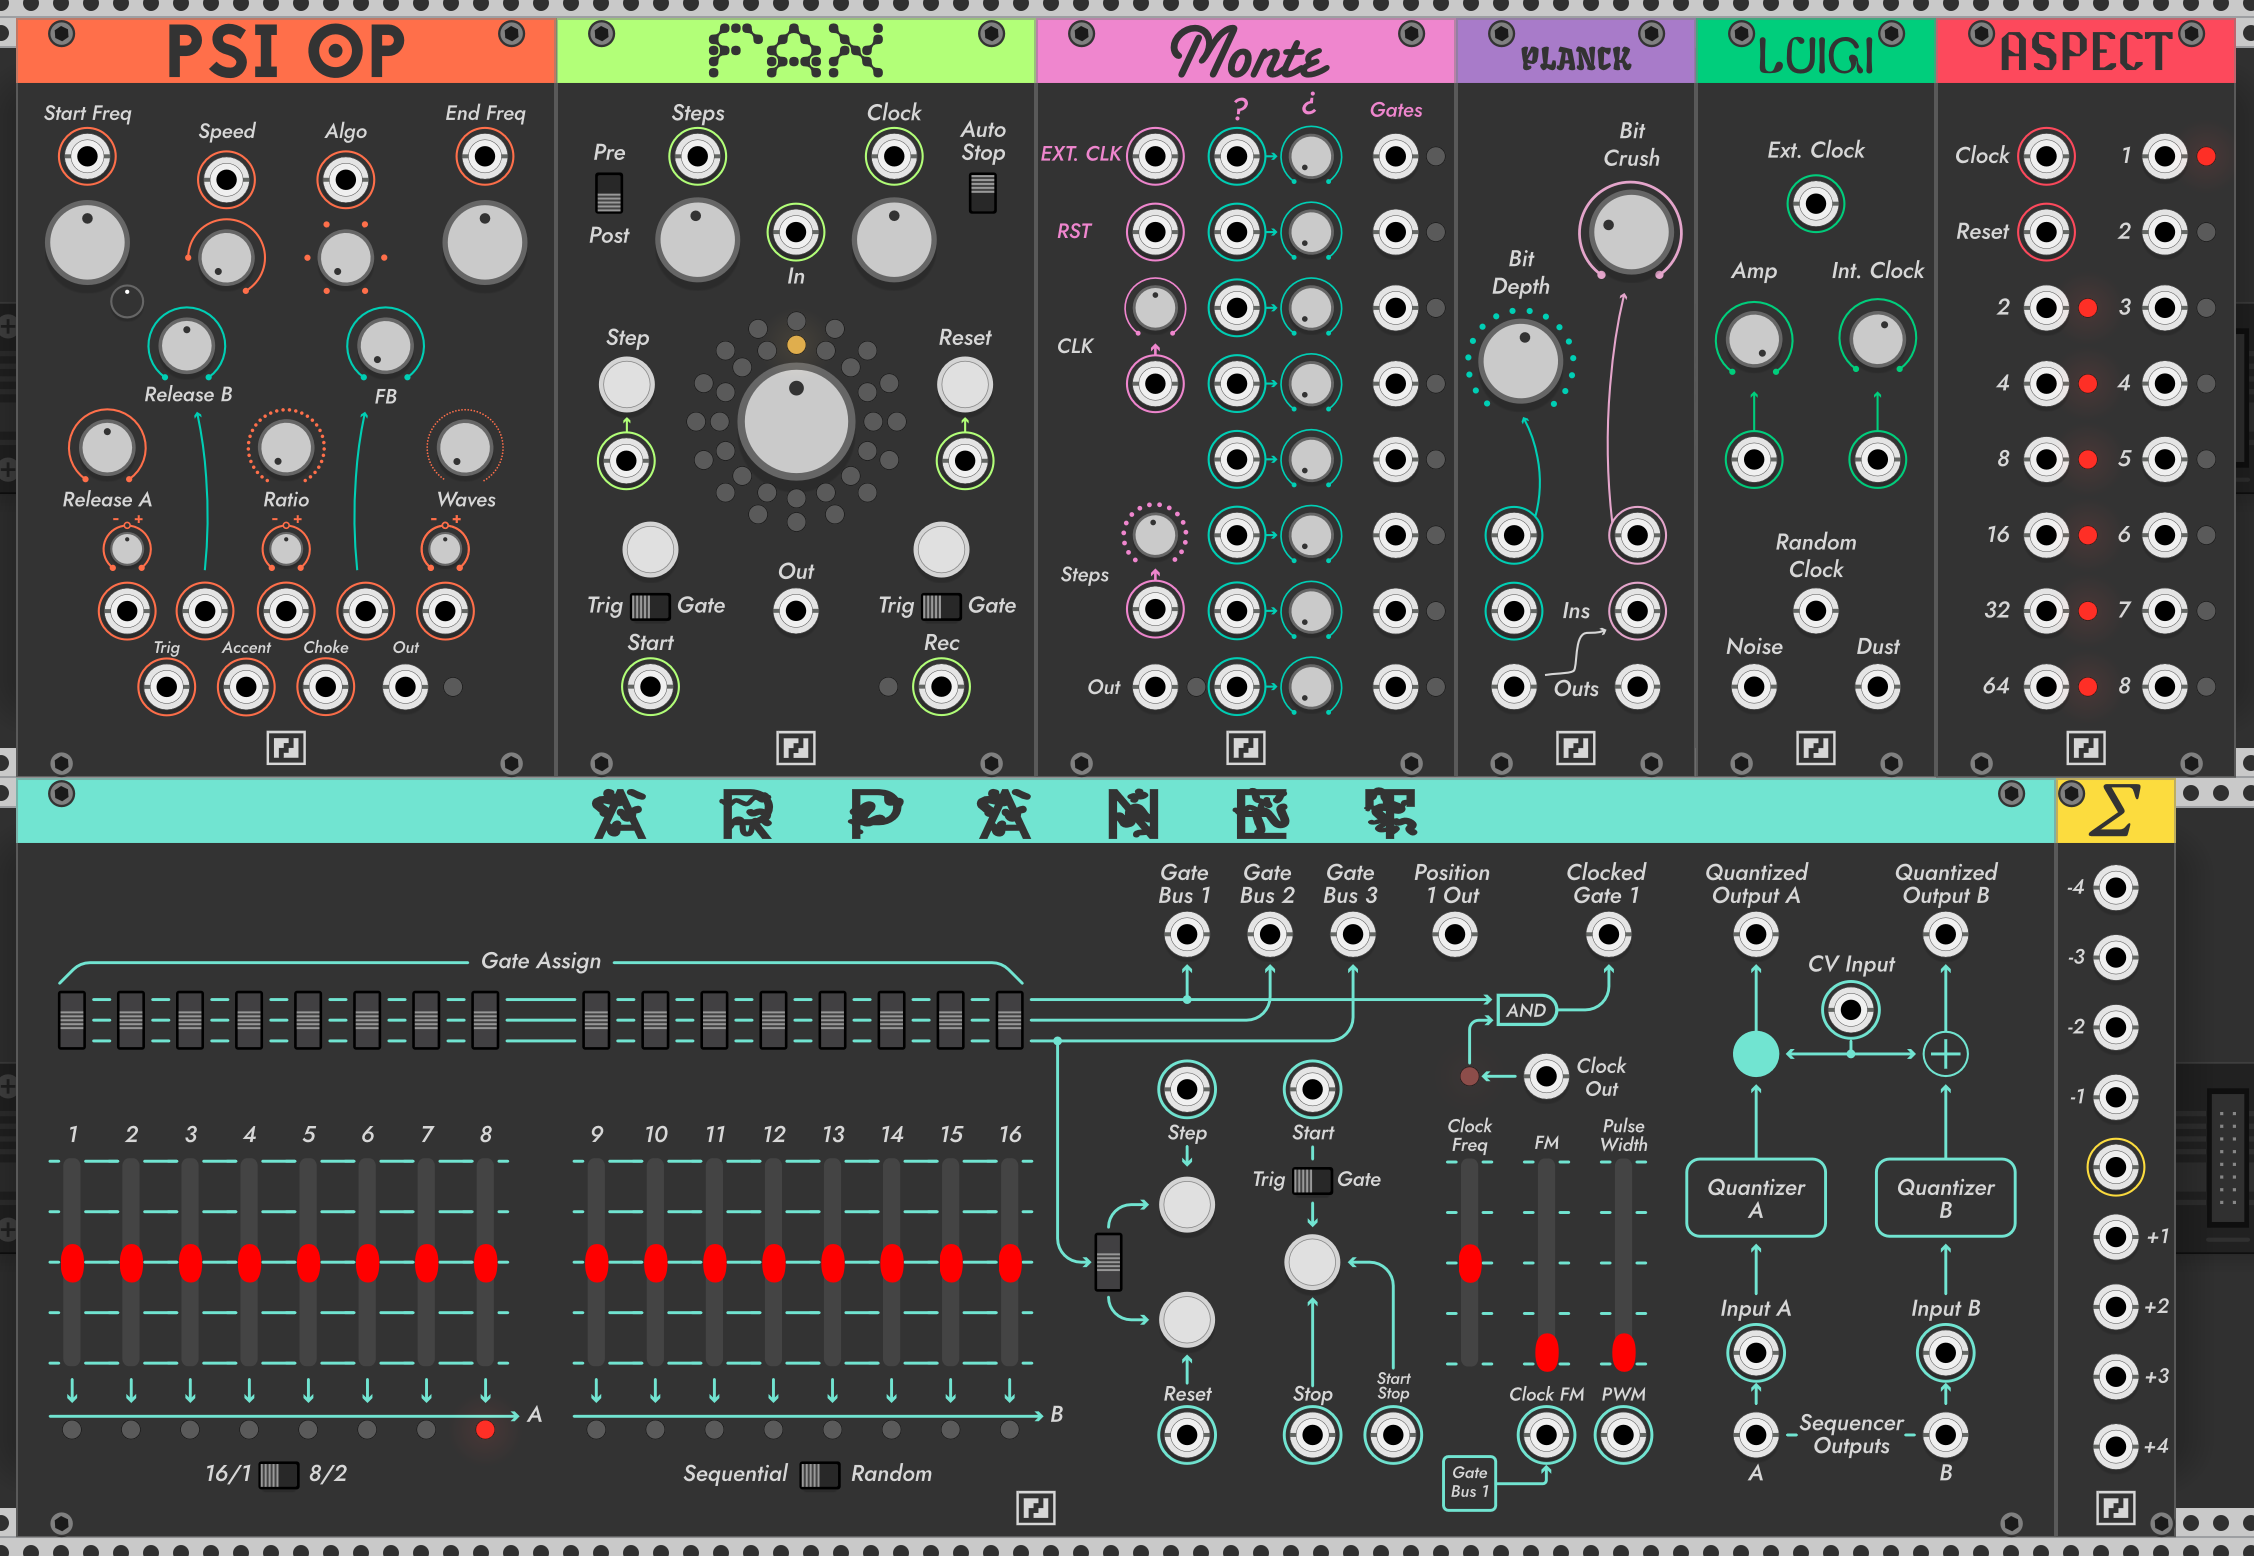 PSI OP
Start Freq
Speed
Algo
End Freq
Release B
FB
Release A
Ratio
Waves
- +
- +
- +
Trig
Accent
Choke
Out
FAX
Steps
Clock
Pre
Post
Auto
Stop
In
Step
Reset
Out
Trig
Gate
Trig
Gate
Start
Rec
Monte
?
¿
Gates
EXT. CLK
RST
CLK
Steps
Out
PLANCK
Bit
Crush
Bit
Depth
Ins
Outs
LUIGI
Ext. Clock
Amp
Int. Clock
Random
Clock
Noise
Dust
ASPECT
Clock
1
Reset
2
2
3
4
4
8
5
16
6
32
7
64
8
ARPANET
Gate Assign
Gate
Bus 1
Gate
Bus 2
Gate
Bus 3
Position
1 Out
Clocked
Gate 1
Quantized
Output A
Quantized
Output B
CV Input
AND
Clock
Out
1 2 3 4 5 6 7 8 9 10 11 12 13 14 15 16
Step
Start
Trig
Gate
Clock
Freq
FM
Pulse
Width
Quantizer
A
Quantizer
B
Input A
Input B
Reset
Stop
Start
Stop
Clock FM
PWM
A
B
16/1
8/2
Sequential
Random
Gate
Bus 1
Sequencer
Outputs
A
B
Σ
-4
-3
-2
-1
+1
+2
+3
+4